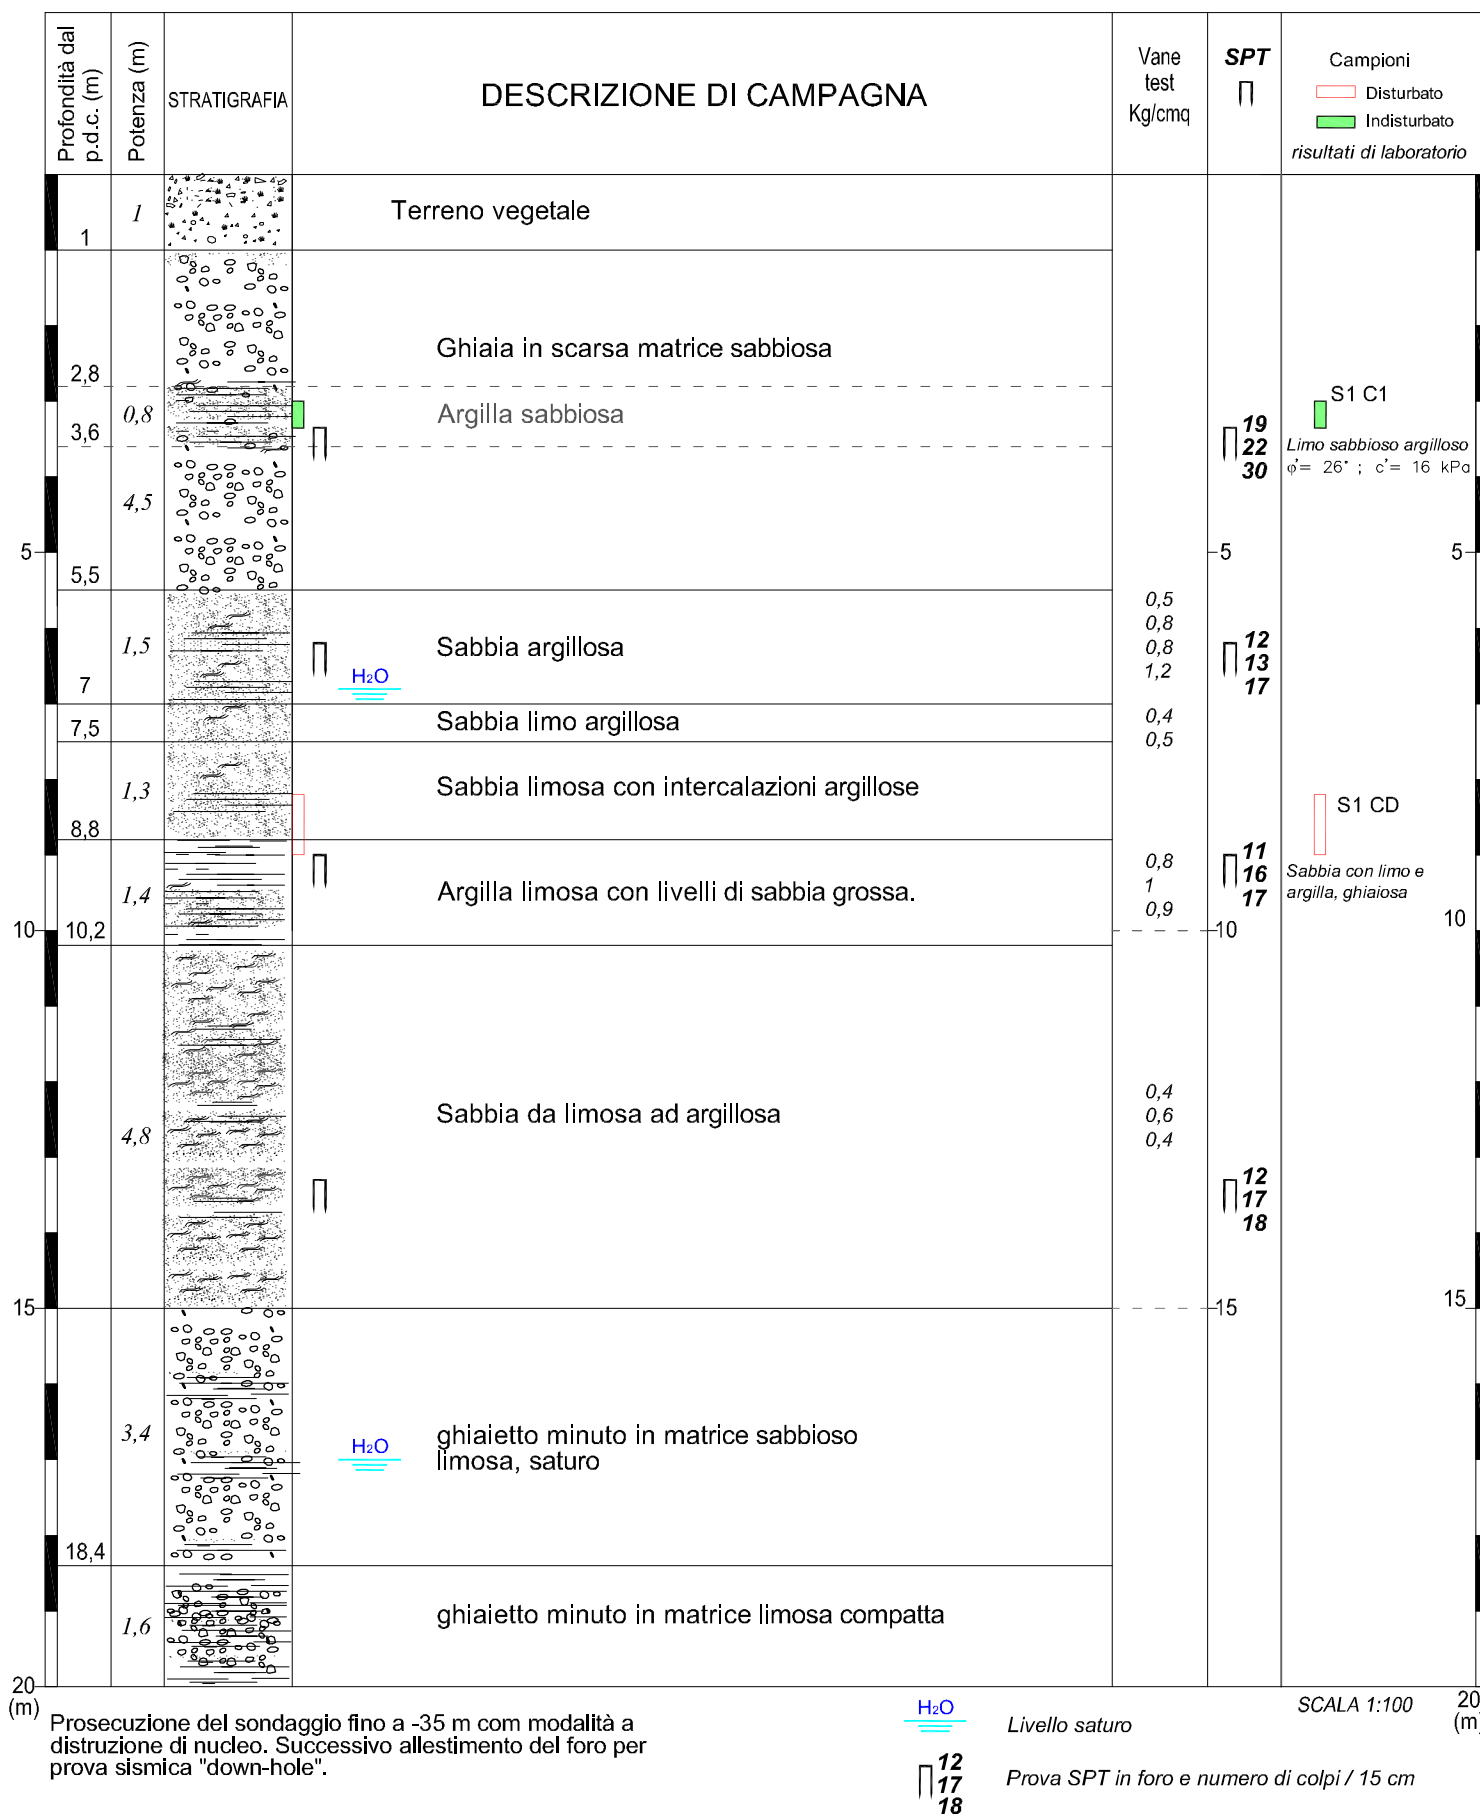 Profondità dal
p.d.c. (m)
Potenza (m)
STRATIGRAFIA
DESCRIZIONE DI CAMPAGNA
Vane
test
Kg/cmq
SPT
Campioni
Disturbato
Indisturbato
risultati di laboratorio
1
Terreno vegetale
1
Ghiaia in scarsa matrice sabbiosa
2,8
0,8
Argilla sabbiosa
S1 C1
3,6
19
22
30
Limo sabbioso argilloso
φ'= 26° ; c'= 16 kPa
4,5
5
5
5
5,5
1,5
Sabbia argillosa
H2O
0,5
0,8
0,8
1,2
12
13
17
7
7,5
Sabbia limo argillosa
0,4
0,5
1,3
Sabbia limosa con intercalazioni argillose
S1 CD
8,8
1,4
Argilla limosa con livelli di sabbia grossa.
0,8
1
0,9
11
16
17
Sabbia con limo e
argilla, ghiaiosa
10
10,2
10
10
4,8
Sabbia da limosa ad argillosa
0,4
0,6
0,4
12
17
18
15
15
15
3,4
H2O
ghiaietto minuto in matrice sabbioso
limosa, saturo
18,4
1,6
ghiaietto minuto in matrice limosa compatta
20
(m)
SCALA 1:100
20
(m)
Prosecuzione del sondaggio fino a -35 m com modalità a
distruzione di nucleo. Successivo allestimento del foro per
prova sismica "down-hole".
H2O
Livello saturo
12
17
18
Prova SPT in foro e numero di colpi / 15 cm